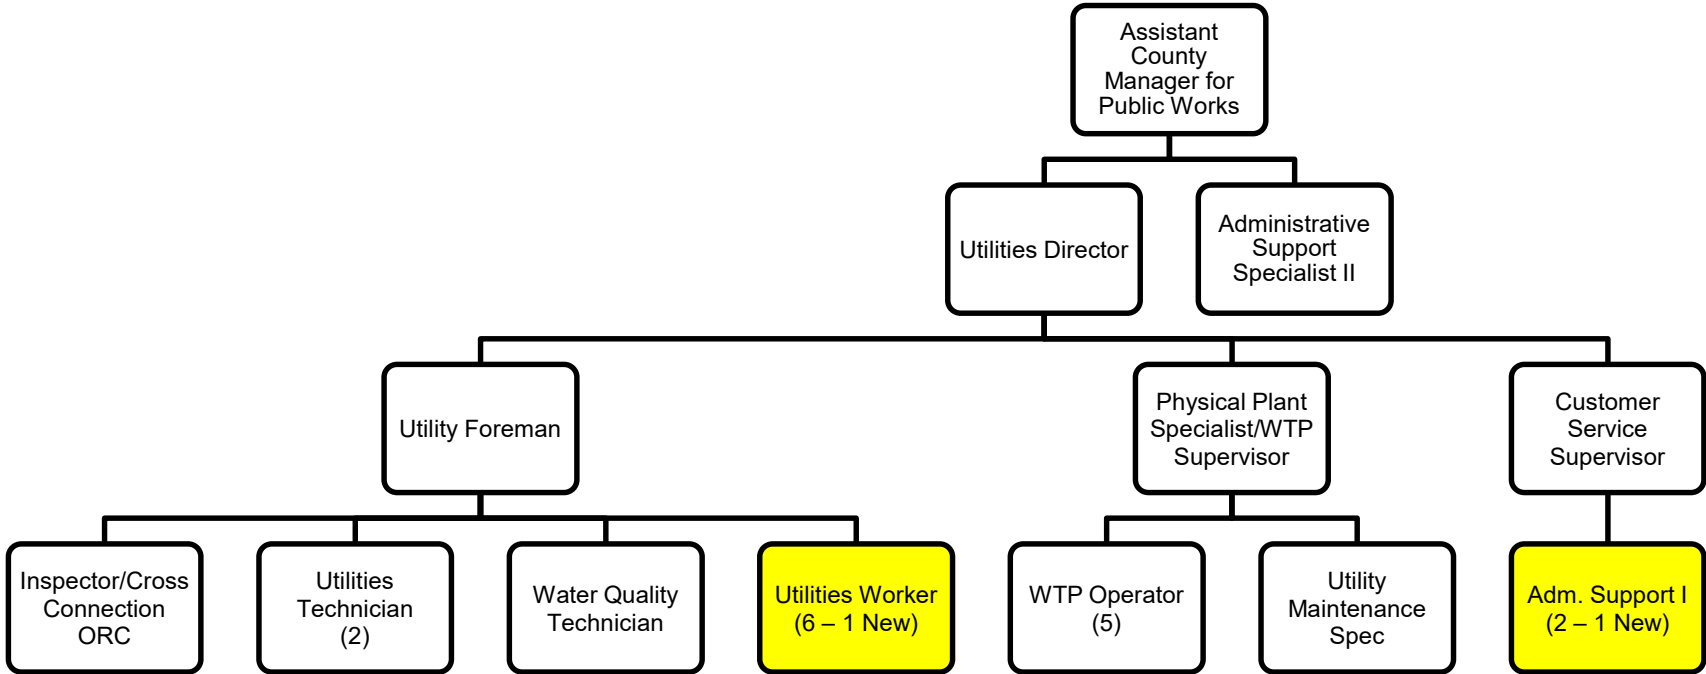 Assistant
County
Manager for
Public Works
Utilities Director
Administrative
Support
Specialist II
Utility Foreman
Physical Plant
Specialist/WTP
Supervisor
Customer
Service
Supervisor
Inspector/Cross
Connection
ORC
Utilities
Technician
(2)
Water Quality
Technician
Utilities Worker
(6 – 1 New)
WTP Operator
(5)
Utility
Maintenance
Spec
Adm. Support I
(2 – 1 New)